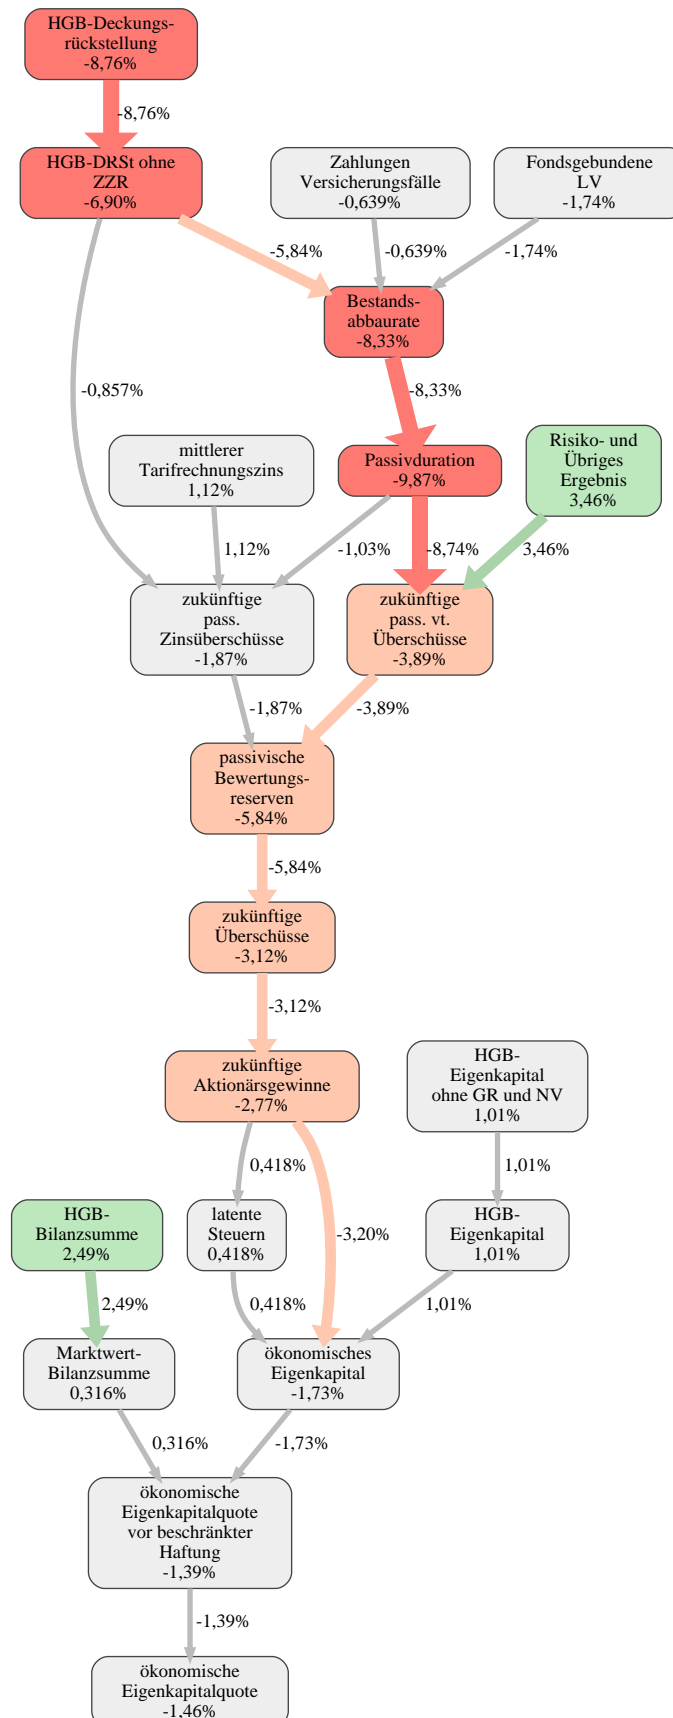 HGB-Deckungs-
rückstellung
-8,76%
-8,76%
HGB-DRSt ohne
ZZR
-6,90%
Zahlungen
Versicherungsfälle
-0,639%
Fondsgebundene
LV
-1,74%
-5,84%
-0,639%
-1,74%
Bestands-
abbaurate
-8,33%
-0,857%
-8,33%
mittlerer
Tarifrechnungszins
1,12%
Passivduration
-9,87%
Risiko- und
Übriges
Ergebnis
3,46%
1,12%
-1,03%
-8,74%
3,46%
zukünftige
pass.
Zinsüberschüsse
-1,87%
zukünftige
pass. vt.
Überschüsse
-3,89%
-1,87%
-3,89%
passivische
Bewertungs-
reserven
-5,84%
-5,84%
zukünftige
Überschüsse
-3,12%
-3,12%
zukünftige
Aktionärsgewinne
-2,77%
HGB-
Eigenkapital
ohne GR und NV
1,01%
0,418%
-3,20%
1,01%
HGB-
Bilanzsumme
2,49%
latente
Steuern
0,418%
HGB-
Eigenkapital
1,01%
2,49%
0,418%
1,01%
Marktwert-
Bilanzsumme
0,316%
ökonomisches
Eigenkapital
-1,73%
0,316%
-1,73%
ökonomische
Eigenkapitalquote
vor beschränkter
Haftung
-1,39%
-1,39%
ökonomische
Eigenkapitalquote
-1,46%